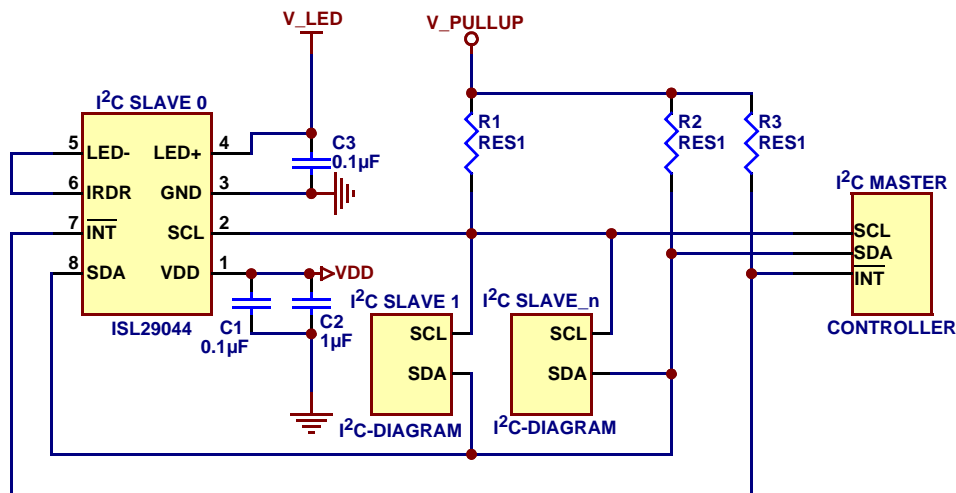 V_LED
V_PULLUP
I²C SLAVE 0
5 LED- LED+ 4
6 IRDR GND 3
7 INT SCL 2
8 SDA VDD 1
ISL29044
C3
0.1µF
VDD
C1
0.1µF
C2
1µF
R1
RES1
R2
RES1
R3
RES1
I²C SLAVE 1
SCL
SDA
I²C-DIAGRAM
I²C SLAVE_n
SCL
SDA
I²C-DIAGRAM
I²C MASTER
SCL
SDA
INT
CONTROLLER